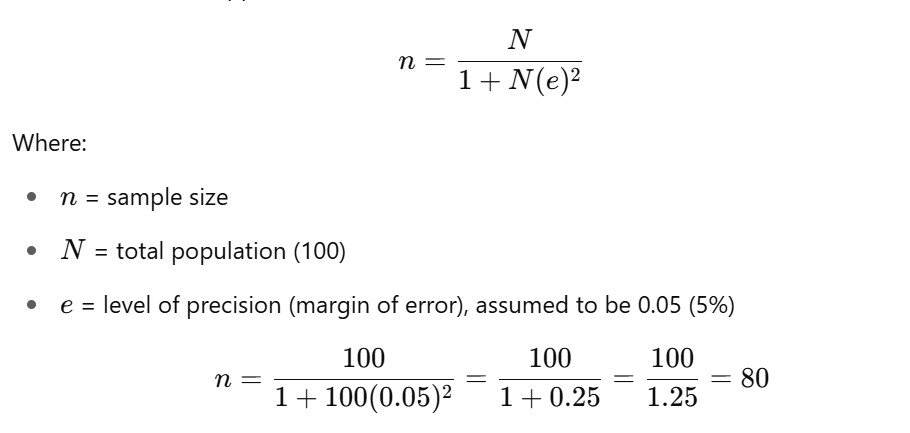 n = N / (1 + N(e)²)
Where:
• n = sample size
• N = total population (100)
• e = level of precision (margin of error), assumed to be 0.05 (5%)
n = 100 / (1 + 100(0.05)²) = 100 / (1 + 0.25) = 100 / 1.25 = 80